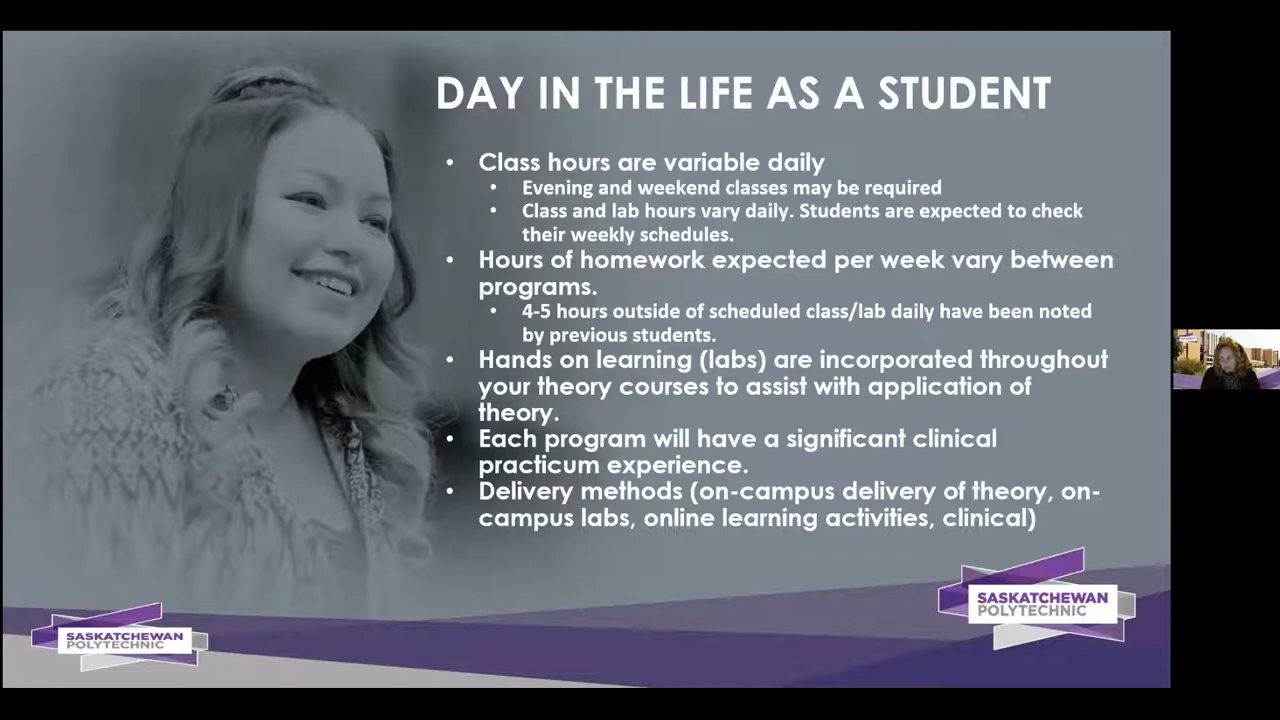 DAY IN THE LIFE AS A STUDENT
• Class hours are variable daily
• Evening and weekend classes may be required
• Class and lab hours vary daily. Students are expected to check
their weekly schedules.
• Hours of homework expected per week vary between
programs.
• 4-5 hours outside of scheduled class/lab daily have been noted
by previous students.
• Hands on learning (labs) are incorporated throughout
your theory courses to assist with application of
theory.
• Each program will have a significant clinical
practicum experience.
• Delivery methods (on-campus delivery of theory, on-
campus labs, online learning activities, clinical)
SASKATCHEWAN
POLYTECHNIC
SASKATCHEWAN
POLYTECHNIC